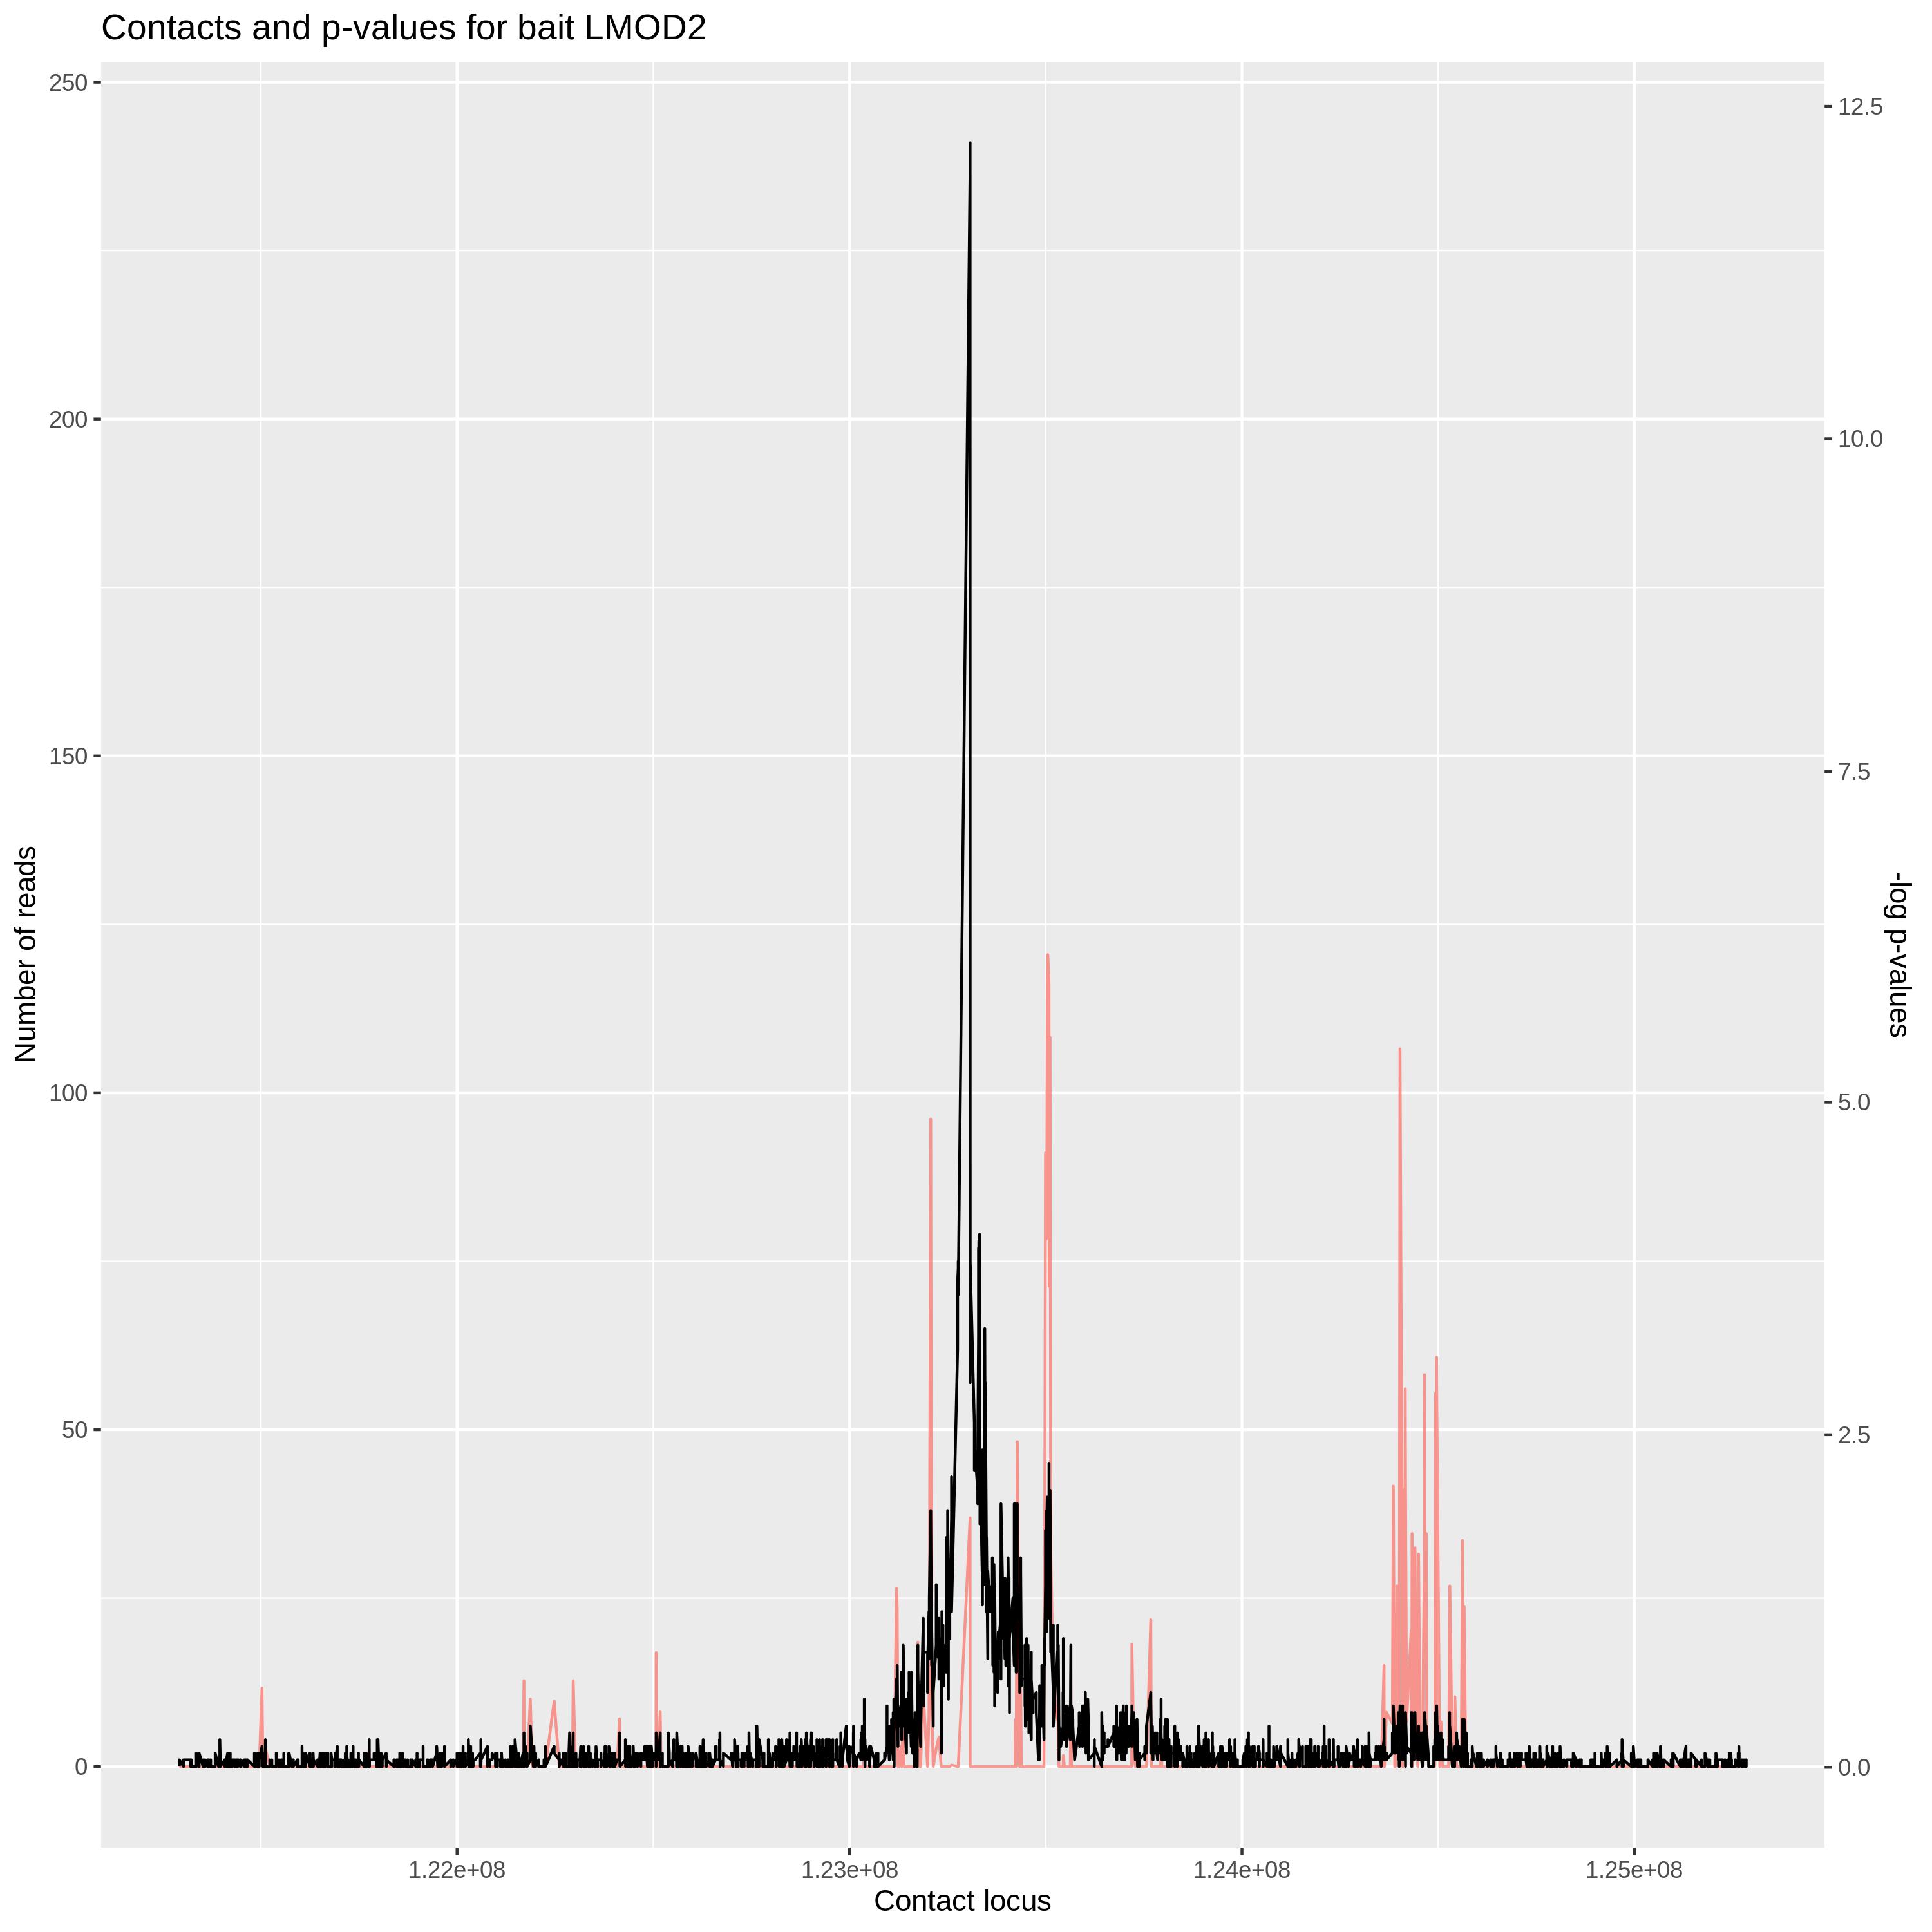 Contacts and p-values for bait LMOD2
250
200
150
100
50
0
Number of reads
12.5
10.0
7.5
5.0
2.5
0.0
-log p-values
1.22e+08
1.23e+08
1.24e+08
1.25e+08
Contact locus